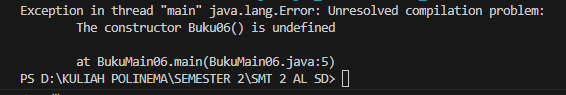 Exception in thread "main" java.lang.Error: Unresolved compilation problem:
The constructor Buku06() is undefined
at BukuMain06.main(BukuMain06.java:5)
PS D:\KULIAH POLINEMA\SEMESTER 2\SMT 2 AL SD>